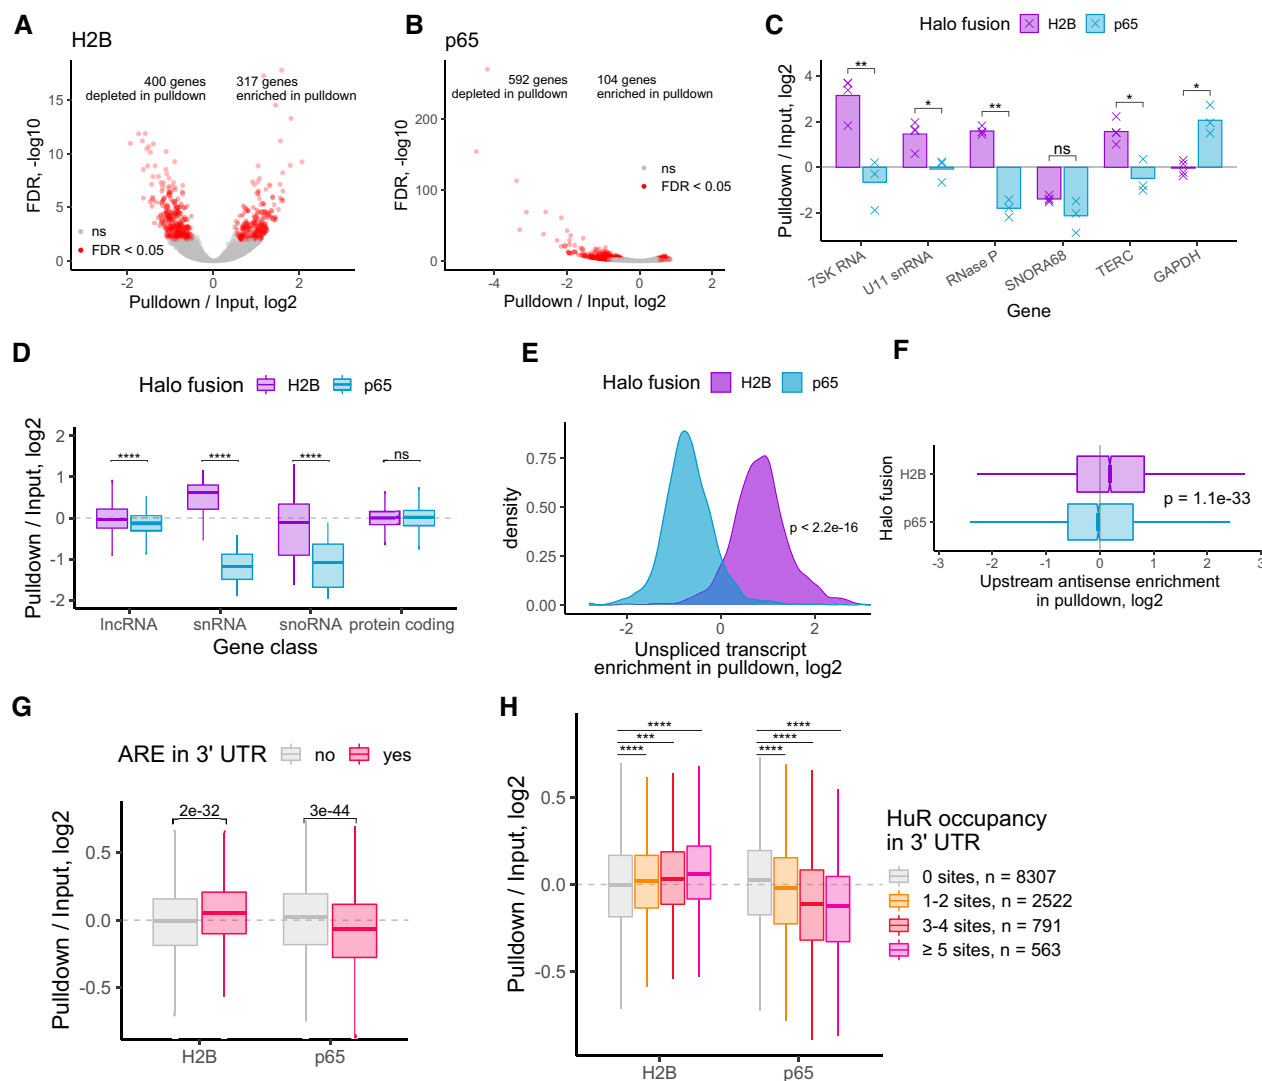 A
H2B
400 genes
depleted in pulldown
317 genes
enriched in pulldown
FDR, -log10
15
10
5
0
ns
FDR < 0.05
-2
0
2
Pulldown / Input, log2
B
p65
592 genes
depleted in pulldown
104 genes
enriched in pulldown
FDR, -log10
200
100
0
ns
FDR < 0.05
-4
-2
0
2
Pulldown / Input, log2
C
Halo fusion H2B p65
Pulldown / Input, log2
4
2
0
-2
**
*
**
ns
*
*
7SK RNA
U11 snRNA
RNase P
SNORA68
TERC
GAPDH
Gene
D
Halo fusion H2B p65
Pulldown / Input, log2
2
1
0
-1
-2
****
****
****
ns
lncRNA
snRNA
snoRNA
protein coding
Gene class
E
Halo fusion H2B p65
density
0.75
0.50
0.25
0.00
p < 2.2e-16
-2
0
2
Unspliced transcript
enrichment in pulldown, log2
F
Halo fusion
H2B
p65
p = 1.1e-33
-3
-2
-1
0
1
2
3
Upstream antisense enrichment
in pulldown, log2
G
ARE in 3' UTR no yes
Pulldown / Input, log2
0.5
0.0
-0.5
2e-32
3e-44
H2B
p65
H
Pulldown / Input, log2
0.5
0.0
-0.5
****
***
****
****
****
****
H2B
p65
HuR occupancy
in 3' UTR
0 sites, n = 8307
1-2 sites, n = 2522
3-4 sites, n = 791
≥ 5 sites, n = 563